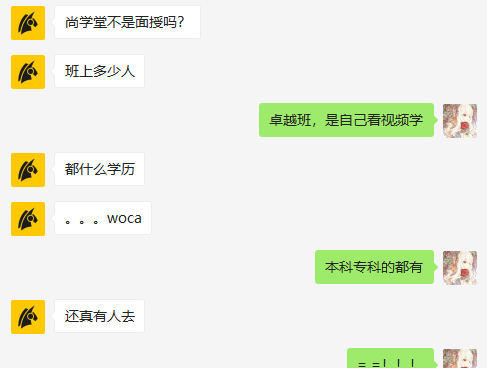 尚学堂不是面授吗？
班上多少人
卓越班，是自己看视频学
都什么学历
。。。woca
本科专科的都有
还真有人去
= =！！！